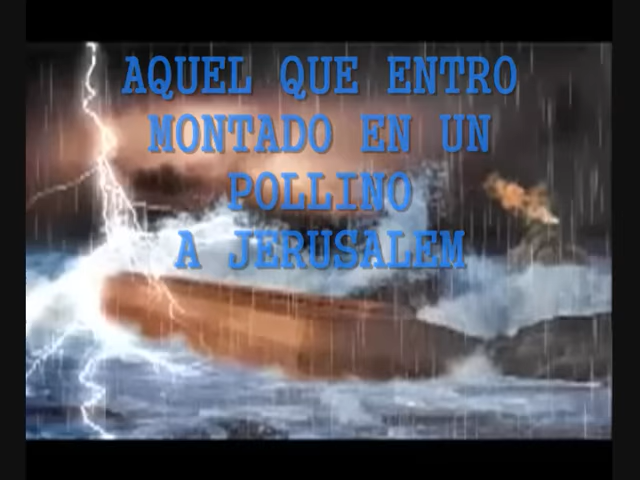 AQUEL QUE ENTRO
MONTADO EN UN
POLLINO
A JERUSALEM